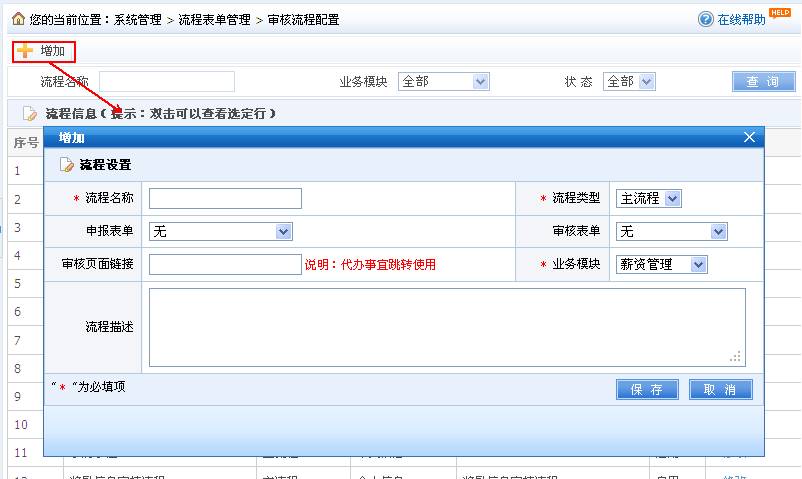 您的当前位置：系统管理 > 流程表单管理 > 审核流程配置 在线帮助 HELP
增加
流程名称 业务模块 全部 状 态 全部 查 询
流程信息（提示：双击可以查看选定行）
序号
增加
流程设置
1
* 流程名称 * 流程类型 主流程
2
申报表单 无 审核表单 无
3
审核页面链接 说明：代办事宜跳转使用 * 业务模块 薪资管理
4
5
流程描述
6
7
8
“ * “为必填项 保 存 取 消
9
10
11